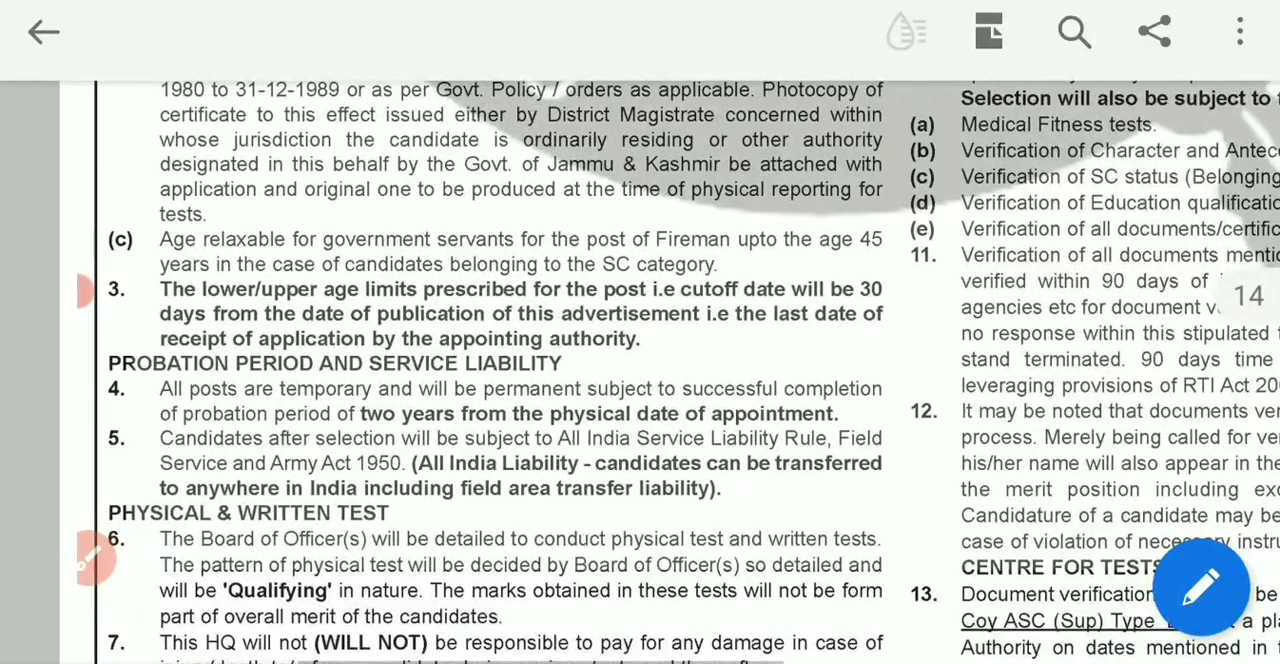 1980 to 31-12-1989 or as per Govt. Policy / orders as applicable. Photocopy of
certificate to this effect issued either by District Magistrate concerned within
whose jurisdiction the candidate is ordinarily residing or other authority
designated in this behalf by the Govt. of Jammu & Kashmir be attached with
application and original one to be produced at the time of physical reporting for
tests.
(c) Age relaxable for government servants for the post of Fireman upto the age 45
years in the case of candidates belonging to the SC category.
3. The lower/upper age limits prescribed for the post i.e cutoff date will be 30
days from the date of publication of this advertisement i.e the last date of
receipt of application by the appointing authority.
PROBATION PERIOD AND SERVICE LIABILITY
4. All posts are temporary and will be permanent subject to successful completion
of probation period of two years from the physical date of appointment.
5. Candidates after selection will be subject to All India Service Liability Rule, Field
Service and Army Act 1950. (All India Liability - candidates can be transferred
to anywhere in India including field area transfer liability).
PHYSICAL & WRITTEN TEST
6. The Board of Officer(s) will be detailed to conduct physical test and written tests.
The pattern of physical test will be decided by Board of Officer(s) so detailed and
will be 'Qualifying' in nature. The marks obtained in these tests will not be form
part of overall merit of the candidates.
7. This HQ will not (WILL NOT) be responsible to pay for any damage in case of
Selection will also be subject to
(a) Medical Fitness tests.
(b) Verification of Character and
(c) Verification of SC status (Belonging
(d) Verification of Education
(e) Verification of all
11. Verification of all documents
verified within 90 days of
agencies etc for document
no response within this stipulated
stand terminated. 90 days time
leveraging provisions of RTI Act
12. It may be noted that documents
process. Merely being called for
his/her name will also appear in the
the merit position including
Candidature of a candidate may be
case of violation of
CENTRE FOR TESTS
13. Document verification be
Coy ASC (Sup) Type a
Authority on dates mentioned in
14